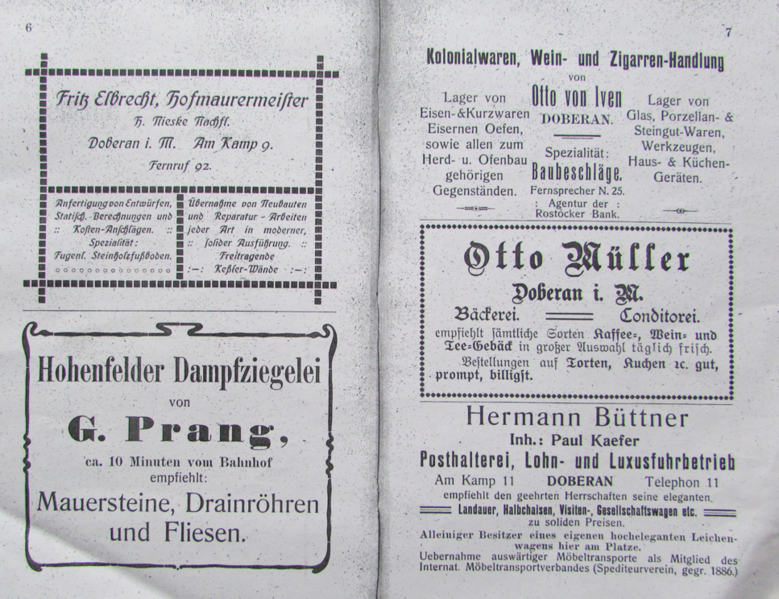 6
Fritz Elbrecht, Hofmaurermeister
H. Nieske Nachfl.
Doberan i. M. Am Kamp 9.
Fernruf 92.
Anfertigung von Entwürfen,
Statisch. Berechnungen und
:: Kosten-Anschlägen. ::
Spezialität:
Fugenl. Steinholzfußboden.
Übernahme von Neubauten
und Reparatur-Arbeiten
jeder Art in moderner,
:: solider Ausführung. ::
Freitragende
:–: Keßler-Wände :–:
Hohenfelder Dampfziegelei
von
G. Prang,
ca. 10 Minuten vom Bahnhof
empfiehlt:
Mauersteine, Drainröhren
und Fliesen.
7
Kolonialwaren, Wein- und Zigarren-Handlung
von
Otto von Iven
DOBERAN.
Lager von
Eisen-&Kurzwaren
Eisernen Oefen,
sowie allen zum
Herd- u. Ofenbau
gehörigen
Gegenständen.
Spezialität:
Baubeschläge.
Fernsprecher N. 25.
: Agentur der :
Rostocker Bank.
Lager von
Glas, Porzellan- &
Steingut-Waren,
Werkzeugen,
Haus- & Küchen-
Geräten.
Otto Müller
Doberan i. M.
Bäckerei. Conditorei.
empfiehlt sämtliche Sorten Kaffee-, Wein- und
Tee-Gebäck in großer Auswahl täglich frisch.
Bestellungen auf Torten, Kuchen ꝛc. gut,
prompt, billigst.
Hermann Büttner
Inh.: Paul Kaefer
Posthalterei, Lohn- und Luxusfuhrbetrieb
Am Kamp 11 DOBERAN Telephon 11
empfiehlt den geehrten Herrschaften seine eleganten
Landauer, Halbchaisen, Visiten-, Gesellschaftswagen etc.
zu soliden Preisen.
Alleiniger Besitzer eines eigenen hocheleganten Leichen-
wagens hier am Platze.
Uebernahme auswärtiger Möbeltransporte als Mitglied des
Internat. Möbeltransportverbandes (Spediteurverein, gegr. 1886.)